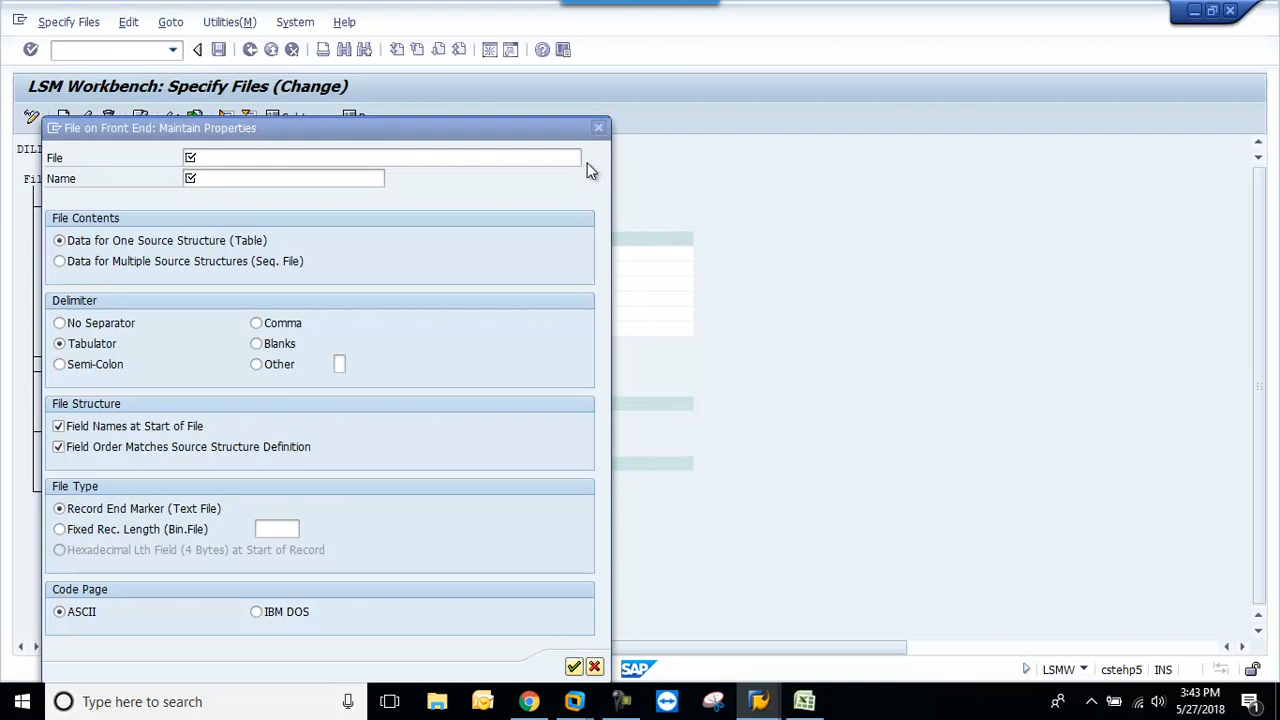 Specify Files Edit Goto Utilities(M) System Help
LSM Workbench: Specify Files (Change)
File on Front End: Maintain Properties
File
Name
File Contents
Data for One Source Structure (Table)
Data for Multiple Source Structures (Seq. File)
Delimiter
No Separator Comma
Tabulator Blanks
Semi-Colon Other
File Structure
Field Names at Start of File
Field Order Matches Source Structure Definition
File Type
Record End Marker (Text File)
Fixed Rec. Length (Bin.File)
Hexadecimal Lth Field (4 Bytes) at Start of Record
Code Page
ASCII IBM DOS
SAP LSMW cstehp5 INS
Type here to search 3:43 PM
5/27/2018